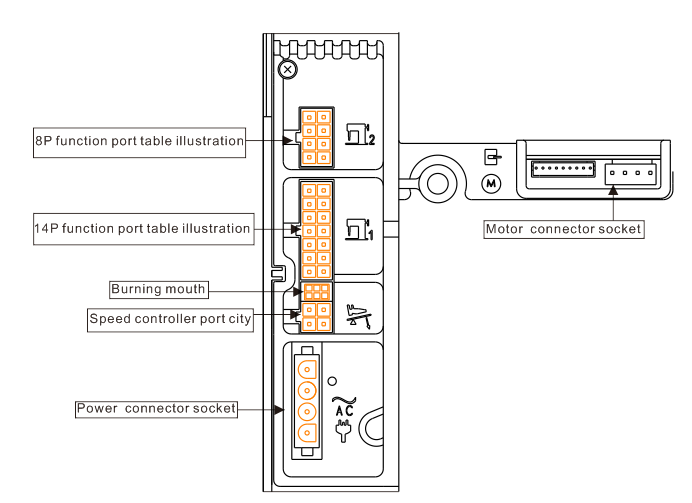 8P function port table illustration
2
M
14P function port table illustration
1
Motor connector socket
Burning mouth
Speed controller port city
Power connector socket
AC